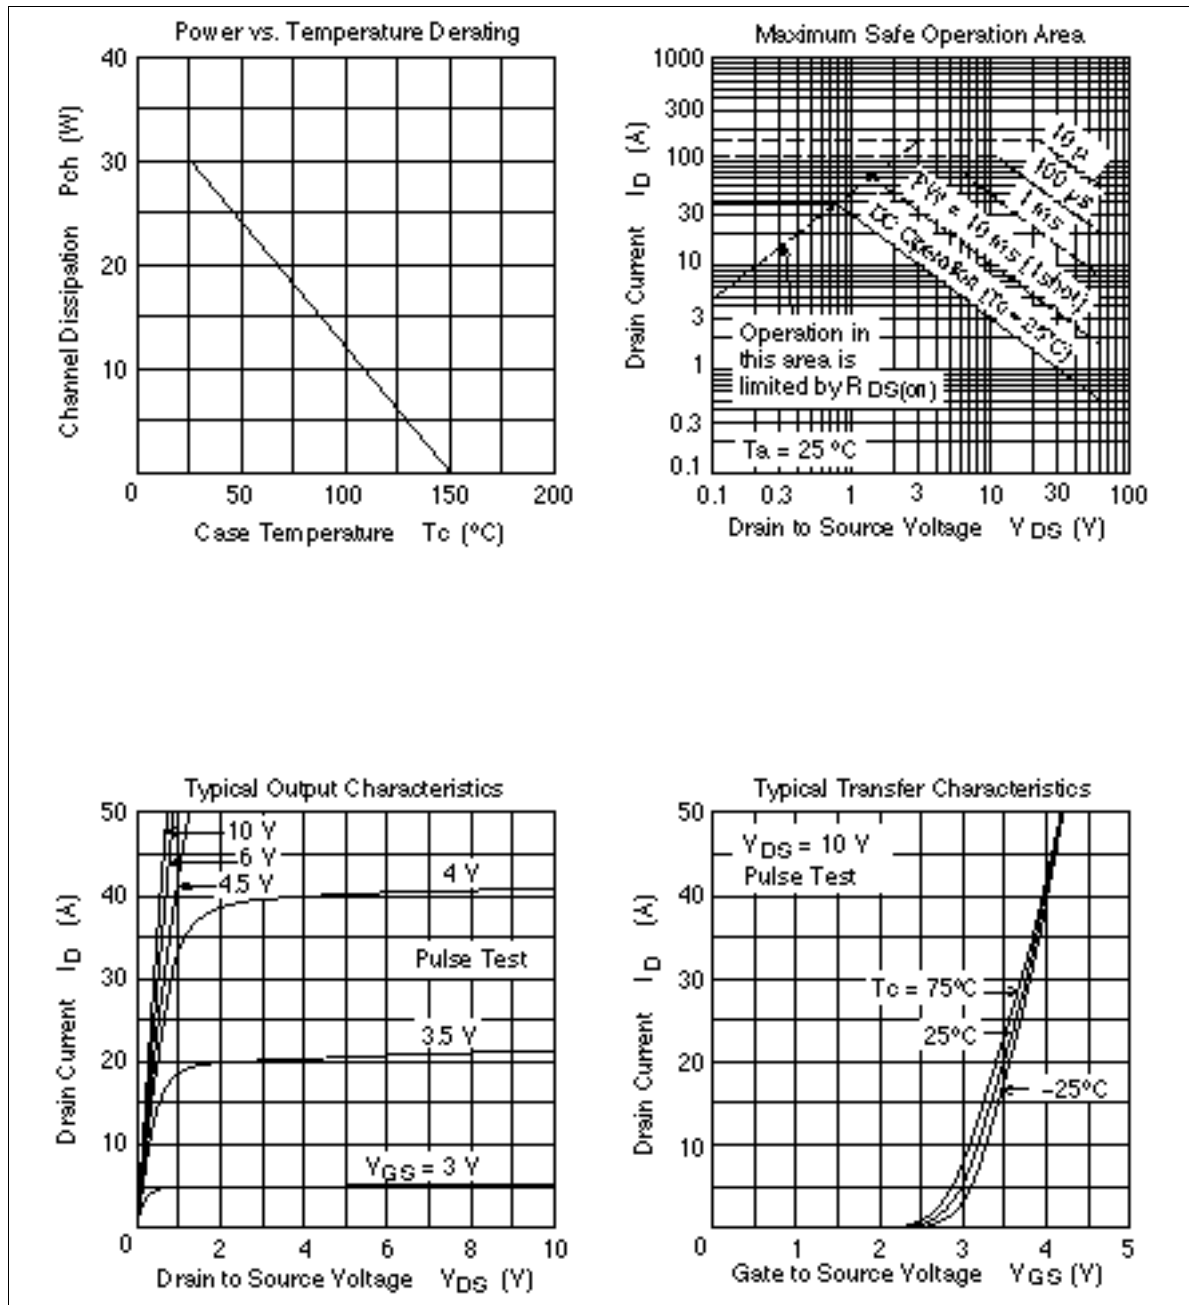 Power vs. Temperature Derating
40
30
20
10
Channel Dissipation Pch (W)
0 50 100 150 200
Case Temperature Tc (°C)
Maximum Safe Operation Area
1000
300
100
30
10
3
1
0.3
0.1
Drain Current ID (A)
10 µ
100 µs
1 ms
PW = 10 ms (1shot)
DC Operation (Tc = 25°C)
Operation in
this area is
limited by R DS(on)
Ta = 25 °C
0.1 0.3 1 3 10 30 100
Drain to Source Voltage V DS (V)
Typical Output Characteristics
50
40
30
20
10
Drain Current ID (A)
10 V
6 V
4.5 V
4 V
Pulse Test
3.5 V
VGS = 3 V
0 2 4 6 8 10
Drain to Source Voltage VDS (V)
Typical Transfer Characteristics
50
40
30
20
10
Drain Current ID (A)
VDS = 10 V
Pulse Test
Tc = 75°C
25°C
–25°C
0 1 2 3 4 5
Gate to Source Voltage VGS (V)